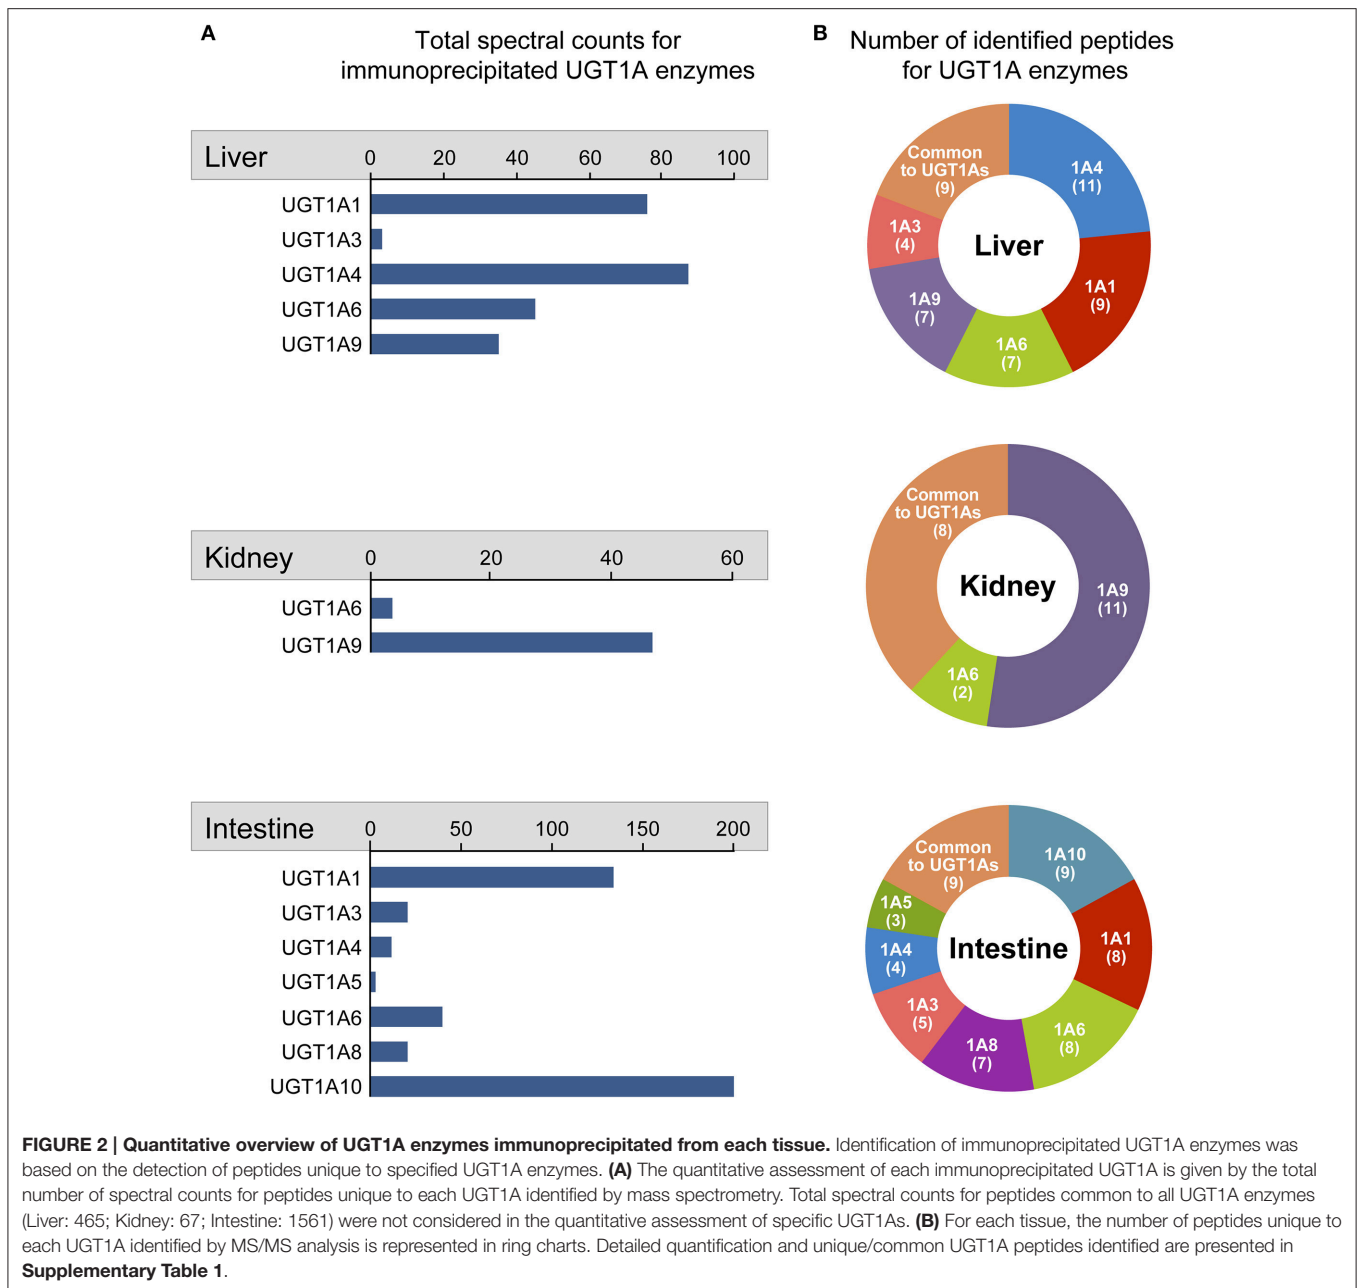 A
Total spectral counts for
immunoprecipitated UGT1A enzymes
B
Number of identified peptides
for UGT1A enzymes
Liver
0 20 40 60 80 100
UGT1A1
UGT1A3
UGT1A4
UGT1A6
UGT1A9
Common
to UGT1As
(9)
1A4
(11)
1A3
(4)
Liver
1A1
(9)
1A9
(7)
1A6
(7)
Kidney
0 20 40 60
UGT1A6
UGT1A9
Common
to UGT1As
(8)
Kidney
1A9
(11)
1A6
(2)
Intestine
0 50 100 150 200
UGT1A1
UGT1A3
UGT1A4
UGT1A5
UGT1A6
UGT1A8
UGT1A10
Common
to UGT1As
(9)
1A10
(9)
1A5
(3)
1A4
(4)
Intestine
1A1
(8)
1A3
(5)
1A8
(7)
1A6
(8)
FIGURE 2 | Quantitative overview of UGT1A enzymes immunoprecipitated from each tissue. Identification of immunoprecipitated UGT1A enzymes was
based on the detection of peptides unique to specified UGT1A enzymes. (A) The quantitative assessment of each immunoprecipitated UGT1A is given by the total
number of spectral counts for peptides unique to each UGT1A identified by mass spectrometry. Total spectral counts for peptides common to all UGT1A enzymes
(Liver: 465; Kidney: 67; Intestine: 1561) were not considered in the quantitative assessment of specific UGT1As. (B) For each tissue, the number of peptides unique to
each UGT1A identified by MS/MS analysis is represented in ring charts. Detailed quantification and unique/common UGT1A peptides identified are presented in
Supplementary Table 1.